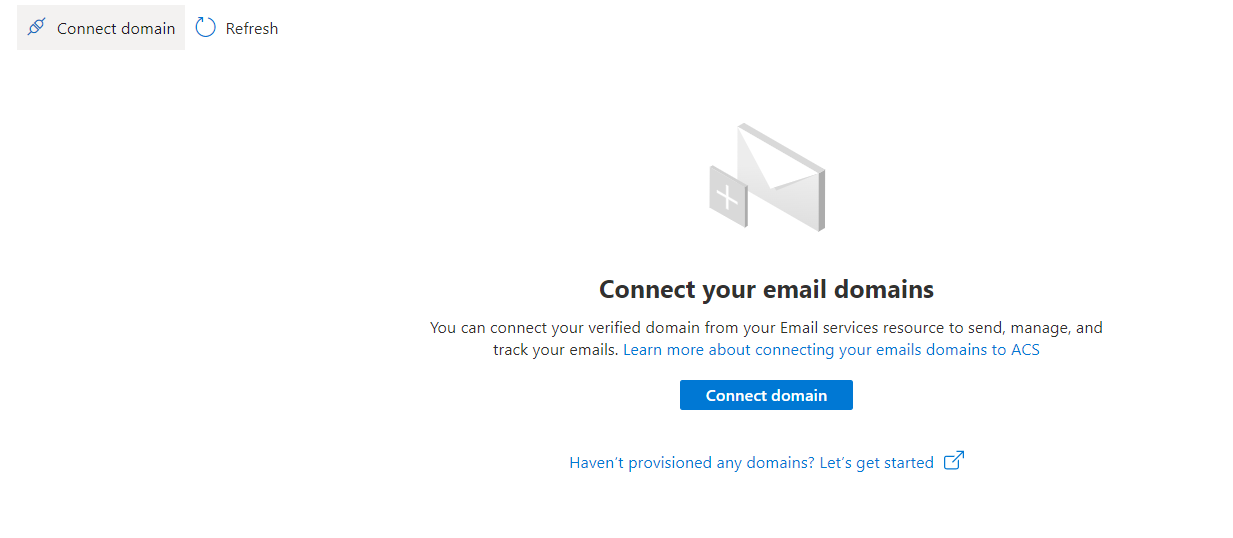 Connect domain
Refresh
Connect your email domains
You can connect your verified domain from your Email services resource to send, manage, and
track your emails. Learn more about connecting your emails domains to ACS
Connect domain
Haven't provisioned any domains? Let's get started